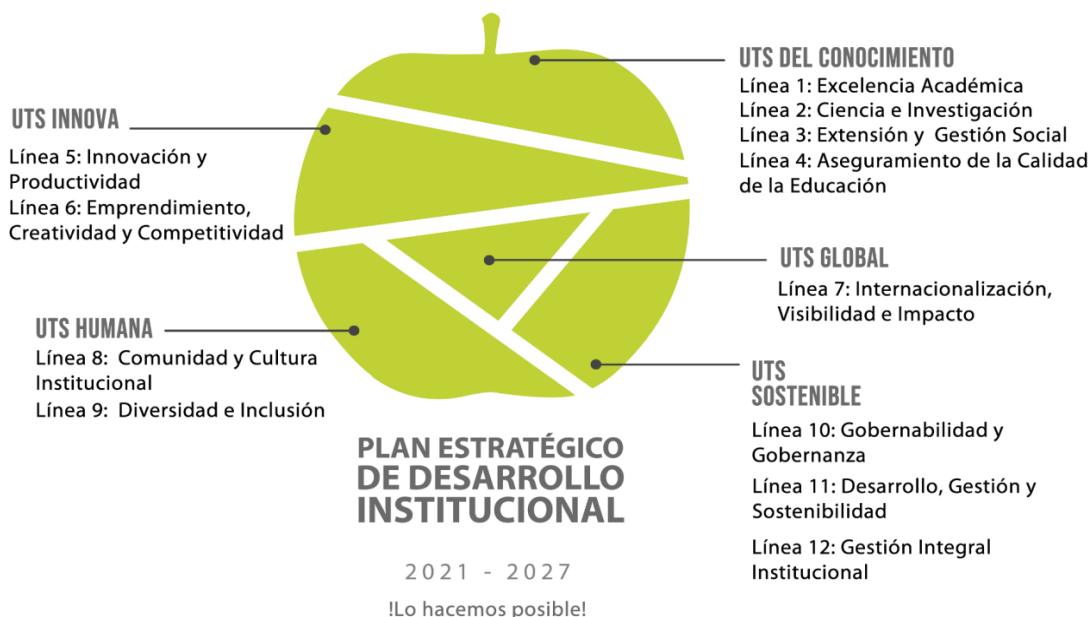 UTS DEL CONOCIMIENTO
Línea 1: Excelencia Académica
Línea 2: Ciencia e Investigación
Línea 3: Extensión y Gestión Social
Línea 4: Aseguramiento de la Calidad
de la Educación
UTS INNOVA
Línea 5: Innovación y
Productividad
Línea 6: Emprendimiento,
Creatividad y Competitividad
UTS GLOBAL
Línea 7: Internacionalización,
Visibilidad e Impacto
UTS HUMANA
Línea 8: Comunidad y Cultura
Institucional
Línea 9: Diversidad e Inclusión
UTS
SOSTENIBLE
Línea 10: Gobernabilidad y
Gobernanza
Línea 11: Desarrollo, Gestión y
Sostenibilidad
Línea 12: Gestión Integral
Institucional
PLAN ESTRATÉGICO
DE DESARROLLO
INSTITUCIONAL
2021 - 2027
!Lo hacemos posible!